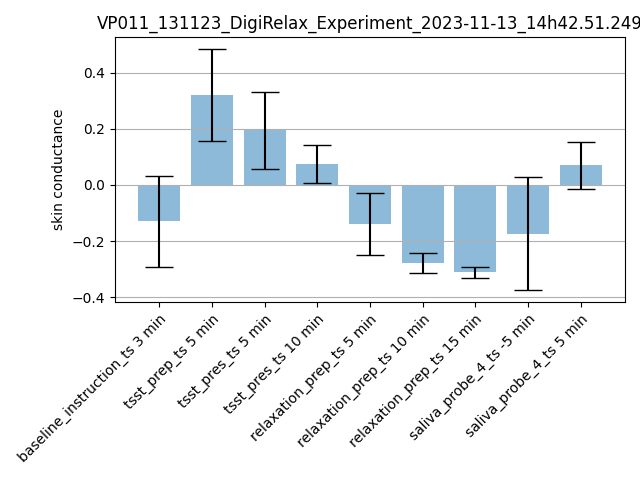 VP011_131123_DigiRelax_Experiment_2023-11-13_14h42.51.249
skin conductance
0.4
0.2
0.0
−0.2
−0.4
baseline_instruction_ts 3 min
tsst_prep_ts 5 min
tsst_pres_ts 5 min
tsst_pres_ts 10 min
relaxation_prep_ts 5 min
relaxation_prep_ts 10 min
relaxation_prep_ts 15 min
saliva_probe_4_ts -5 min
saliva_probe_4_ts 5 min